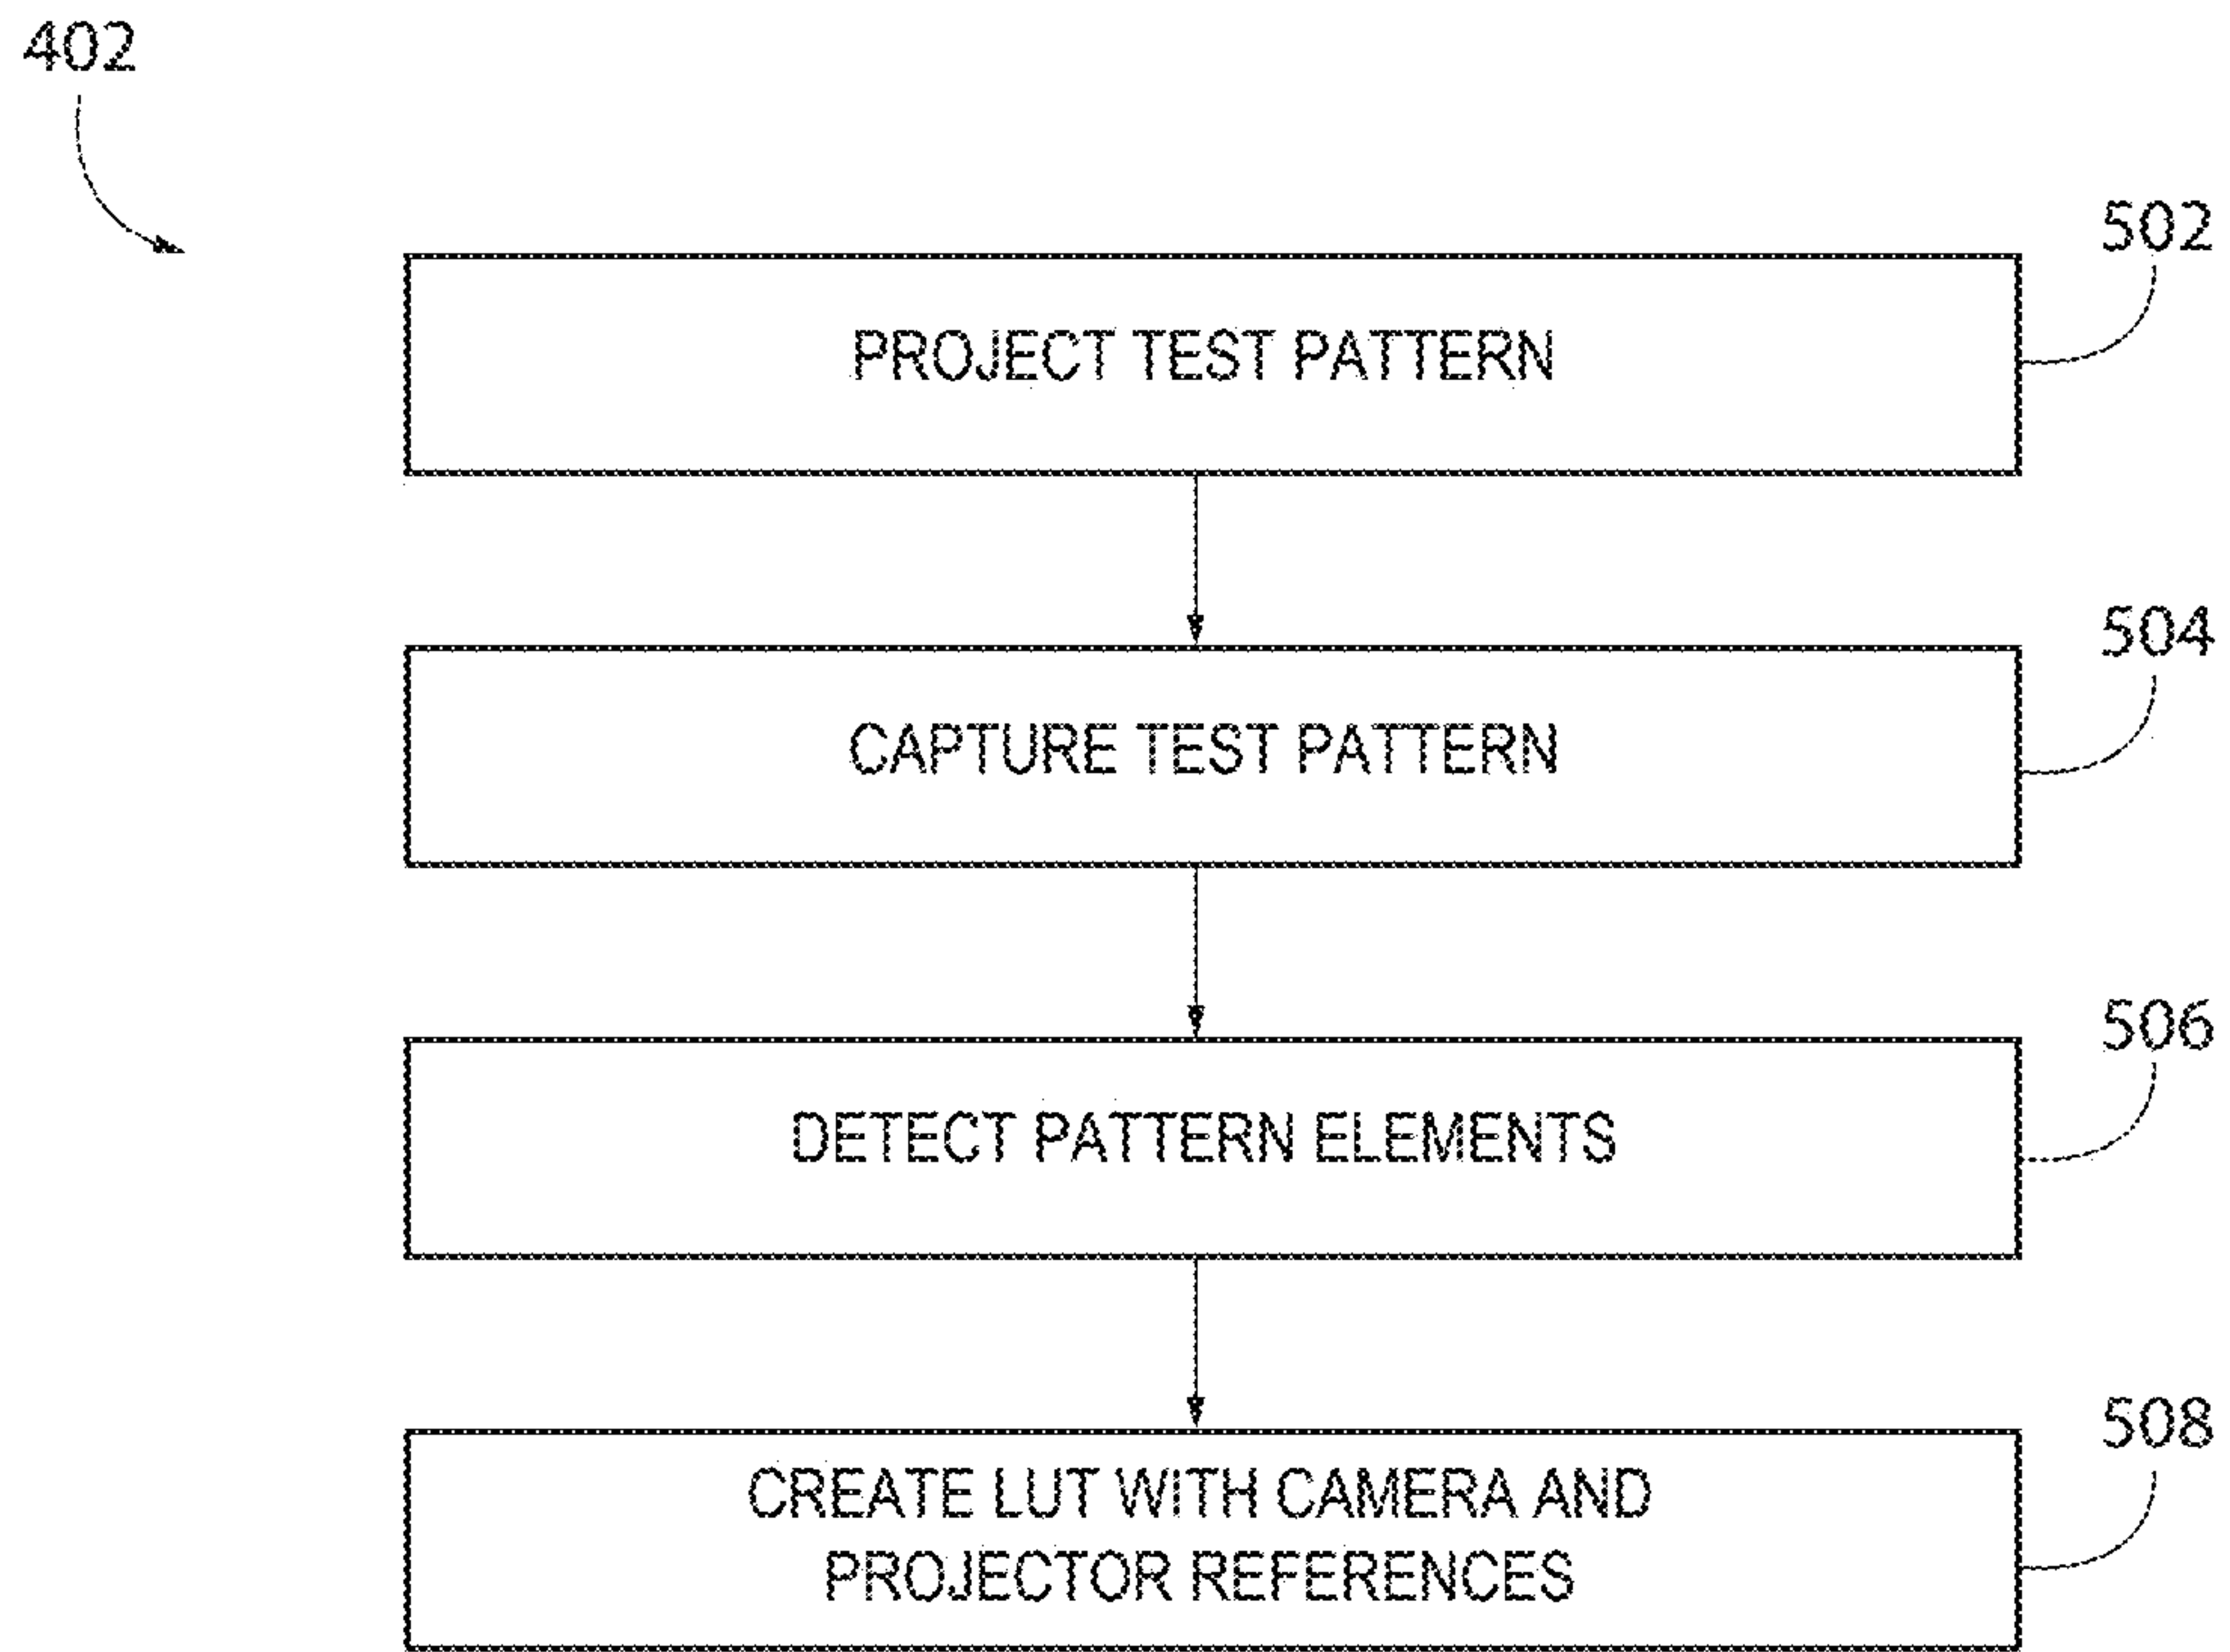 402
502
PROJECT TEST PATTERN
504
CAPTURE TEST PATTERN
506
DETECT PATTERN ELEMENTS
508
CREATE LUT WITH CAMERA AND
PROJECTOR REFERENCES